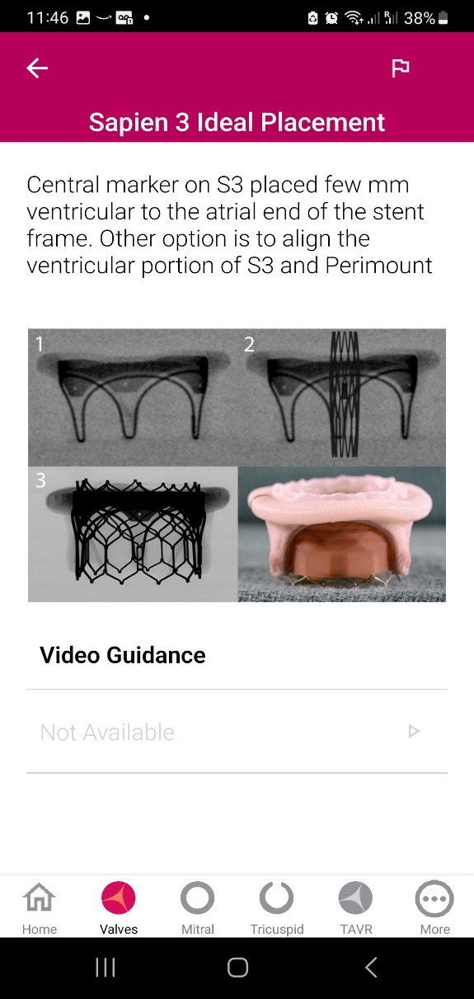 11:46
38%
Sapien 3 Ideal Placement
Central marker on S3 placed few mm
ventricular to the atrial end of the stent
frame. Other option is to align the
ventricular portion of S3 and Perimount
1
2
3
Video Guidance
Not Available
Home
Valves
Mitral
Tricuspid
TAVR
More